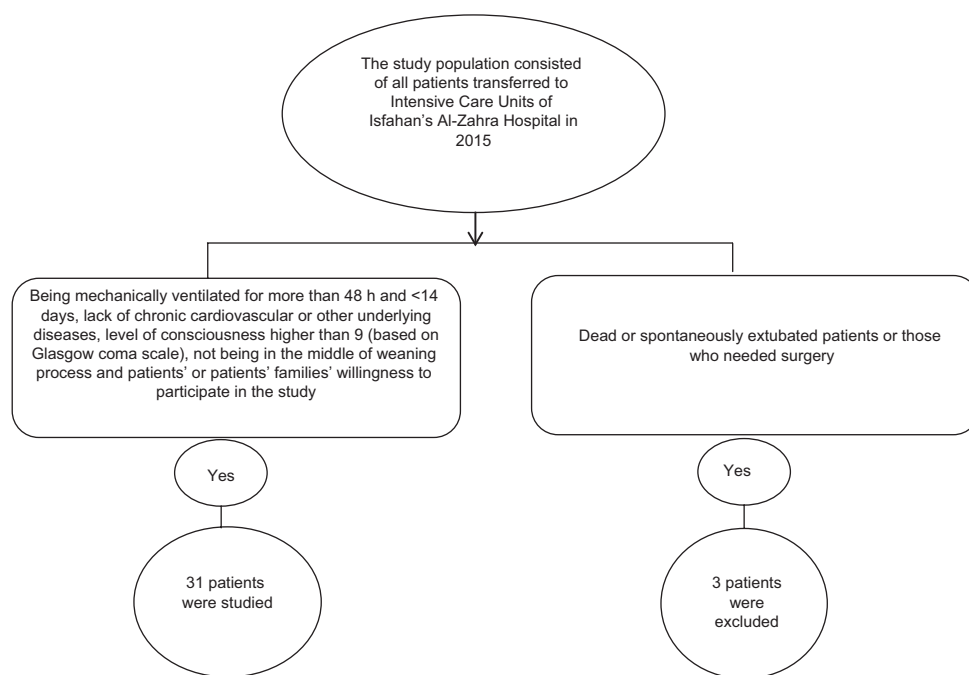 The study population consisted
of all patients transferred to
Intensive Care Units of
Isfahan's Al-Zahra Hospital in
2015
Being mechanically ventilated for more than 48 h and <14
days, lack of chronic cardiovascular or other underlying
diseases, level of consciousness higher than 9 (based on
Glasgow coma scale), not being in the middle of weaning
process and patients' or patients' families' willingness to
participate in the study
Dead or spontaneously extubated patients or those
who needed surgery
Yes
Yes
31 patients
were studied
3 patients
were
excluded